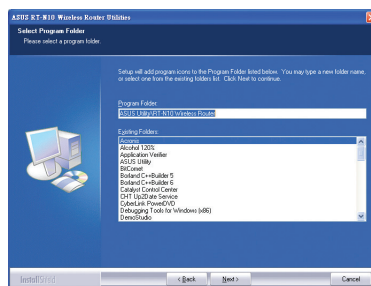 ASUS RT-N10 Wireless Router Utilities
Select Program Folder
Please select a program folder.
Setup will add program icons to the Program Folder listed below. You may type a new folder name, or select one from the existing folders list. Click Next to continue.
Program Folder:
ASUS Utility\RT-N10 Wireless Router
Existing Folders:
Acronis
Alcohol 120%
Application Verifier
ASUS Utility
BitComet
Borland C++Builder 5
Borland C++Builder 6
Catalyst Control Center
CHT Up2Date Service
CyberLink PowerDVD
Debugging Tools for Windows (x86)
DemoStudio
InstallShield
< Back
Next >
Cancel